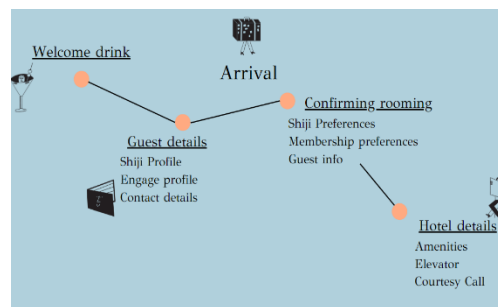 Welcome drink
Arrival
Guest details
Shiji Profile
Engage profile
Contact details
Confirming rooming
Shiji Preferences
Membership preferences
Guest info
Hotel details
Amenities
Elevator
Courtesy Call